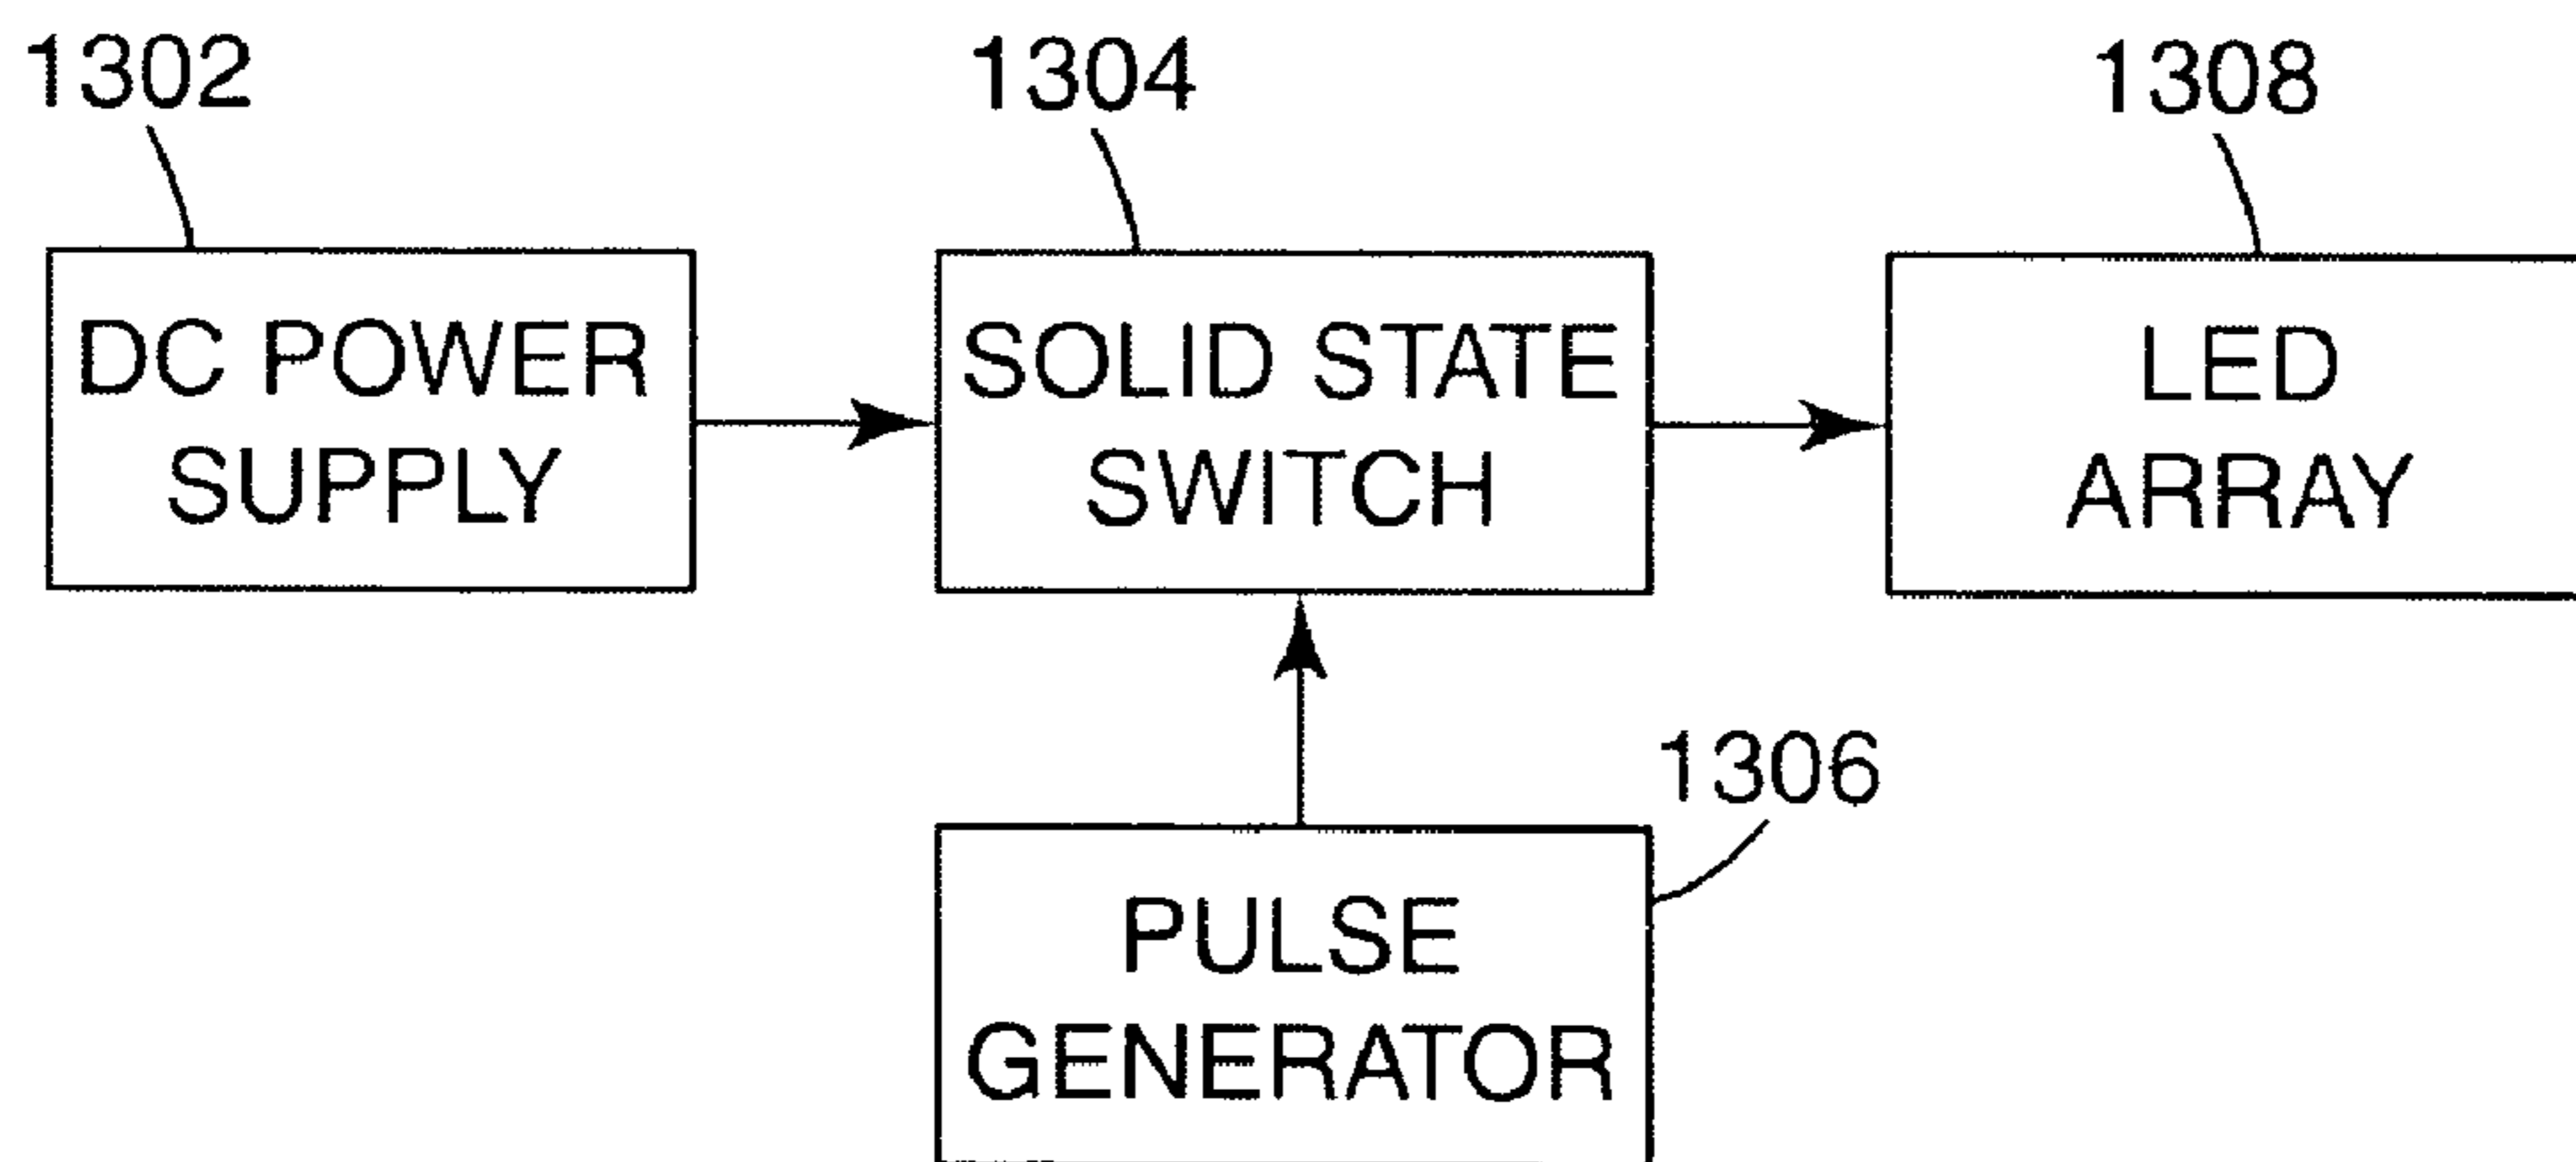 1302
1304
1308
DC POWER
SUPPLY
SOLID STATE
SWITCH
LED
ARRAY
1306
PULSE
GENERATOR